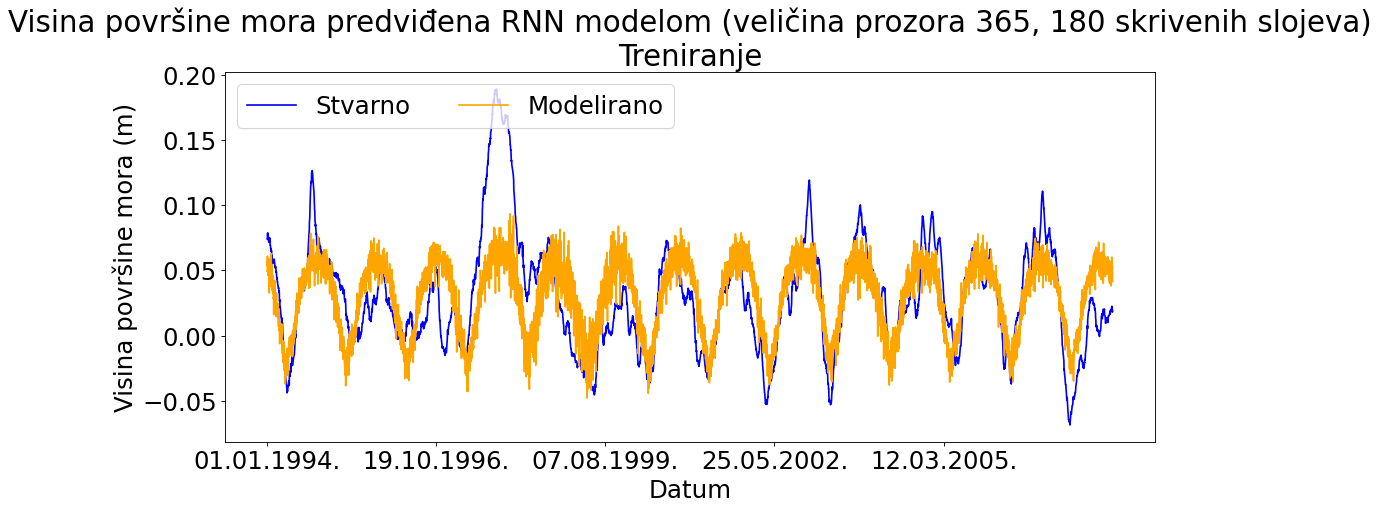 Visina površine mora predviđena RNN modelom (veličina prozora 365, 180 skrivenih slojeva)
Treniranje
Stvarno
Modelirano
Visina površine mora (m)
0.20
0.15
0.10
0.05
0.00
−0.05
01.01.1994.
19.10.1996.
07.08.1999.
25.05.2002.
12.03.2005.
Datum